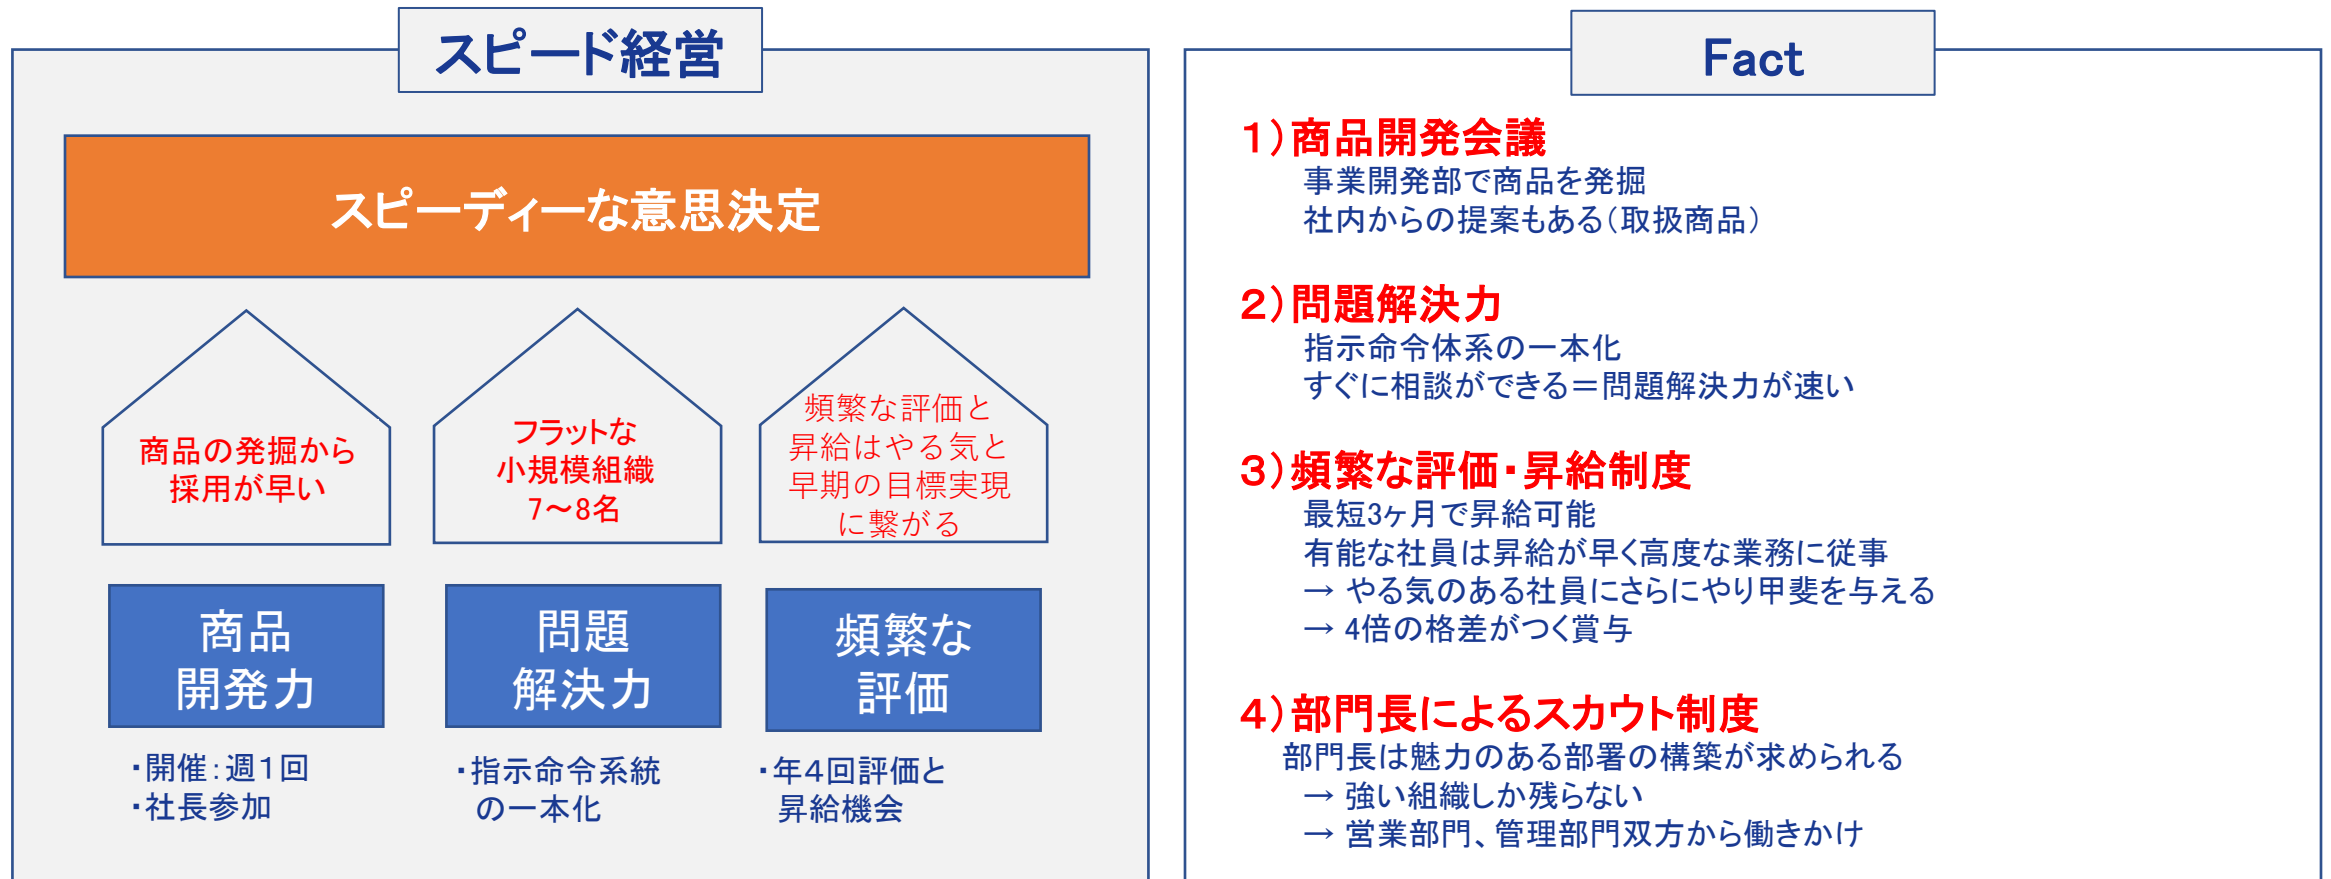 スピード経営
スピーディーな意思決定
商品の発掘から
採用が早い
フラットな
小規模組織
7～8名
頻繁な評価と
昇給はやる気と
早期の目標実現
に繋がる
商品
開発力
問題
解決力
頻繁な
評価
・開催：週１回
・社長参加
・指示命令系統
の一本化
・年４回評価と
昇給機会
Fact
１）商品開発会議
事業開発部で商品を発掘
社内からの提案もある（取扱商品）
２）問題解決力
指示命令体系の一本化
すぐに相談ができる＝問題解決力が速い
３）頻繁な評価・昇給制度
最短3ヶ月で昇給可能
有能な社員は昇給が早く高度な業務に従事
→ やる気のある社員にさらにやり甲斐を与える
→ 4倍の格差がつく賞与
４）部門長によるスカウト制度
部門長は魅力のある部署の構築が求められる
→ 強い組織しか残らない
→ 営業部門、管理部門双方から働きかけ